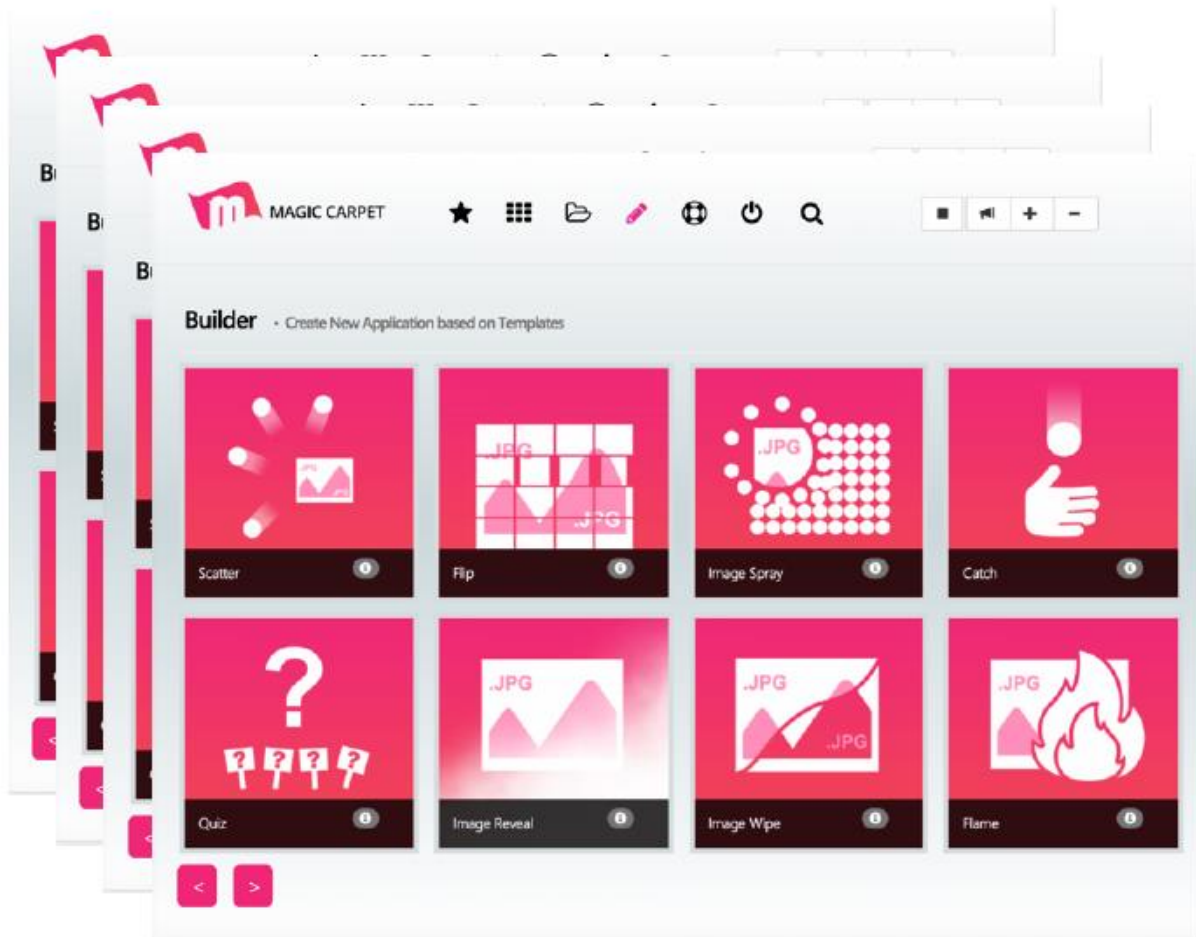 m MAGIC CARPET
Builder • Create New Application based on Templates
.JPG
.JPG
.JPG
.JPG
Scatter
Flip
Image Spray
Catch
?
? ? ? ?
.JPG
.JPG
.JPG
.JPG
Quiz
Image Reveal
Image Wipe
Flame
< >